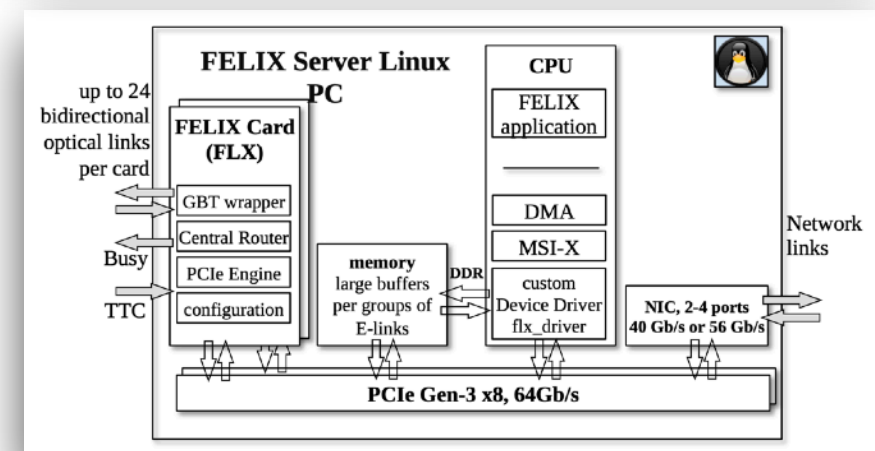 FELIX Server Linux
PC
up to 24
bidirectional
optical links
per card
Busy
TTC
FELIX Card
(FLX)
GBT wrapper
Central Router
PCIe Engine
configuration
memory
large buffers
per groups of
E-links
DDR
CPU
FELIX
application
DMA
MSI-X
custom
Device Driver
flx_driver
NIC, 2-4 ports
40 Gb/s or 56 Gb/s
Network
links
PCIe Gen-3 x8, 64Gb/s